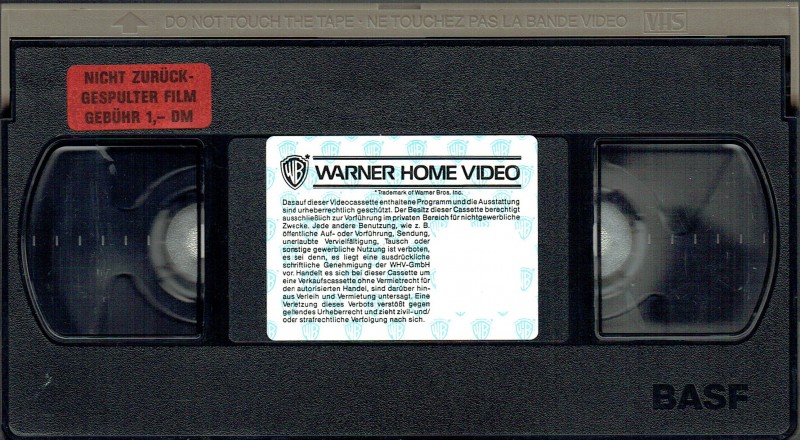 DO NOT TOUCH THE TAPE · NE TOUCHEZ PAS LA BANDE VIDEO
VHS
NICHT ZURÜCK-
GESPULTER FILM
GEBÜHR 1,– DM
WB
WARNER HOME VIDEO
*Trademark of Warner Bros. Inc.
Das auf dieser Videocassette enthaltene Programm und die Ausstattung
sind urheberrechtlich geschützt. Der Besitz dieser Cassette berechtigt
ausschließlich zur Vorführung im privaten Bereich für nichtgewerbliche
Zwecke. Jede andere Benutzung, wie z. B.
öffentliche Auf- oder Vorführung, Sendung,
unerlaubte Vervielfältigung, Tausch oder
sonstige gewerbliche Nutzung ist verboten,
es sei denn, es liegt eine ausdrückliche
schriftliche Genehmigung der WHV-GmbH
vor. Handelt es sich bei dieser Cassette um
eine Verkaufscassette ohne Vermietrecht für
den autorisierten Handel, sind darüber hin-
aus Verleih und Vermietung untersagt. Eine
Verletzung dieses Verbots verstößt gegen
geltendes Urheberrecht und zieht zivil- und/
oder strafrechtliche Verfolgung nach sich.
BASF